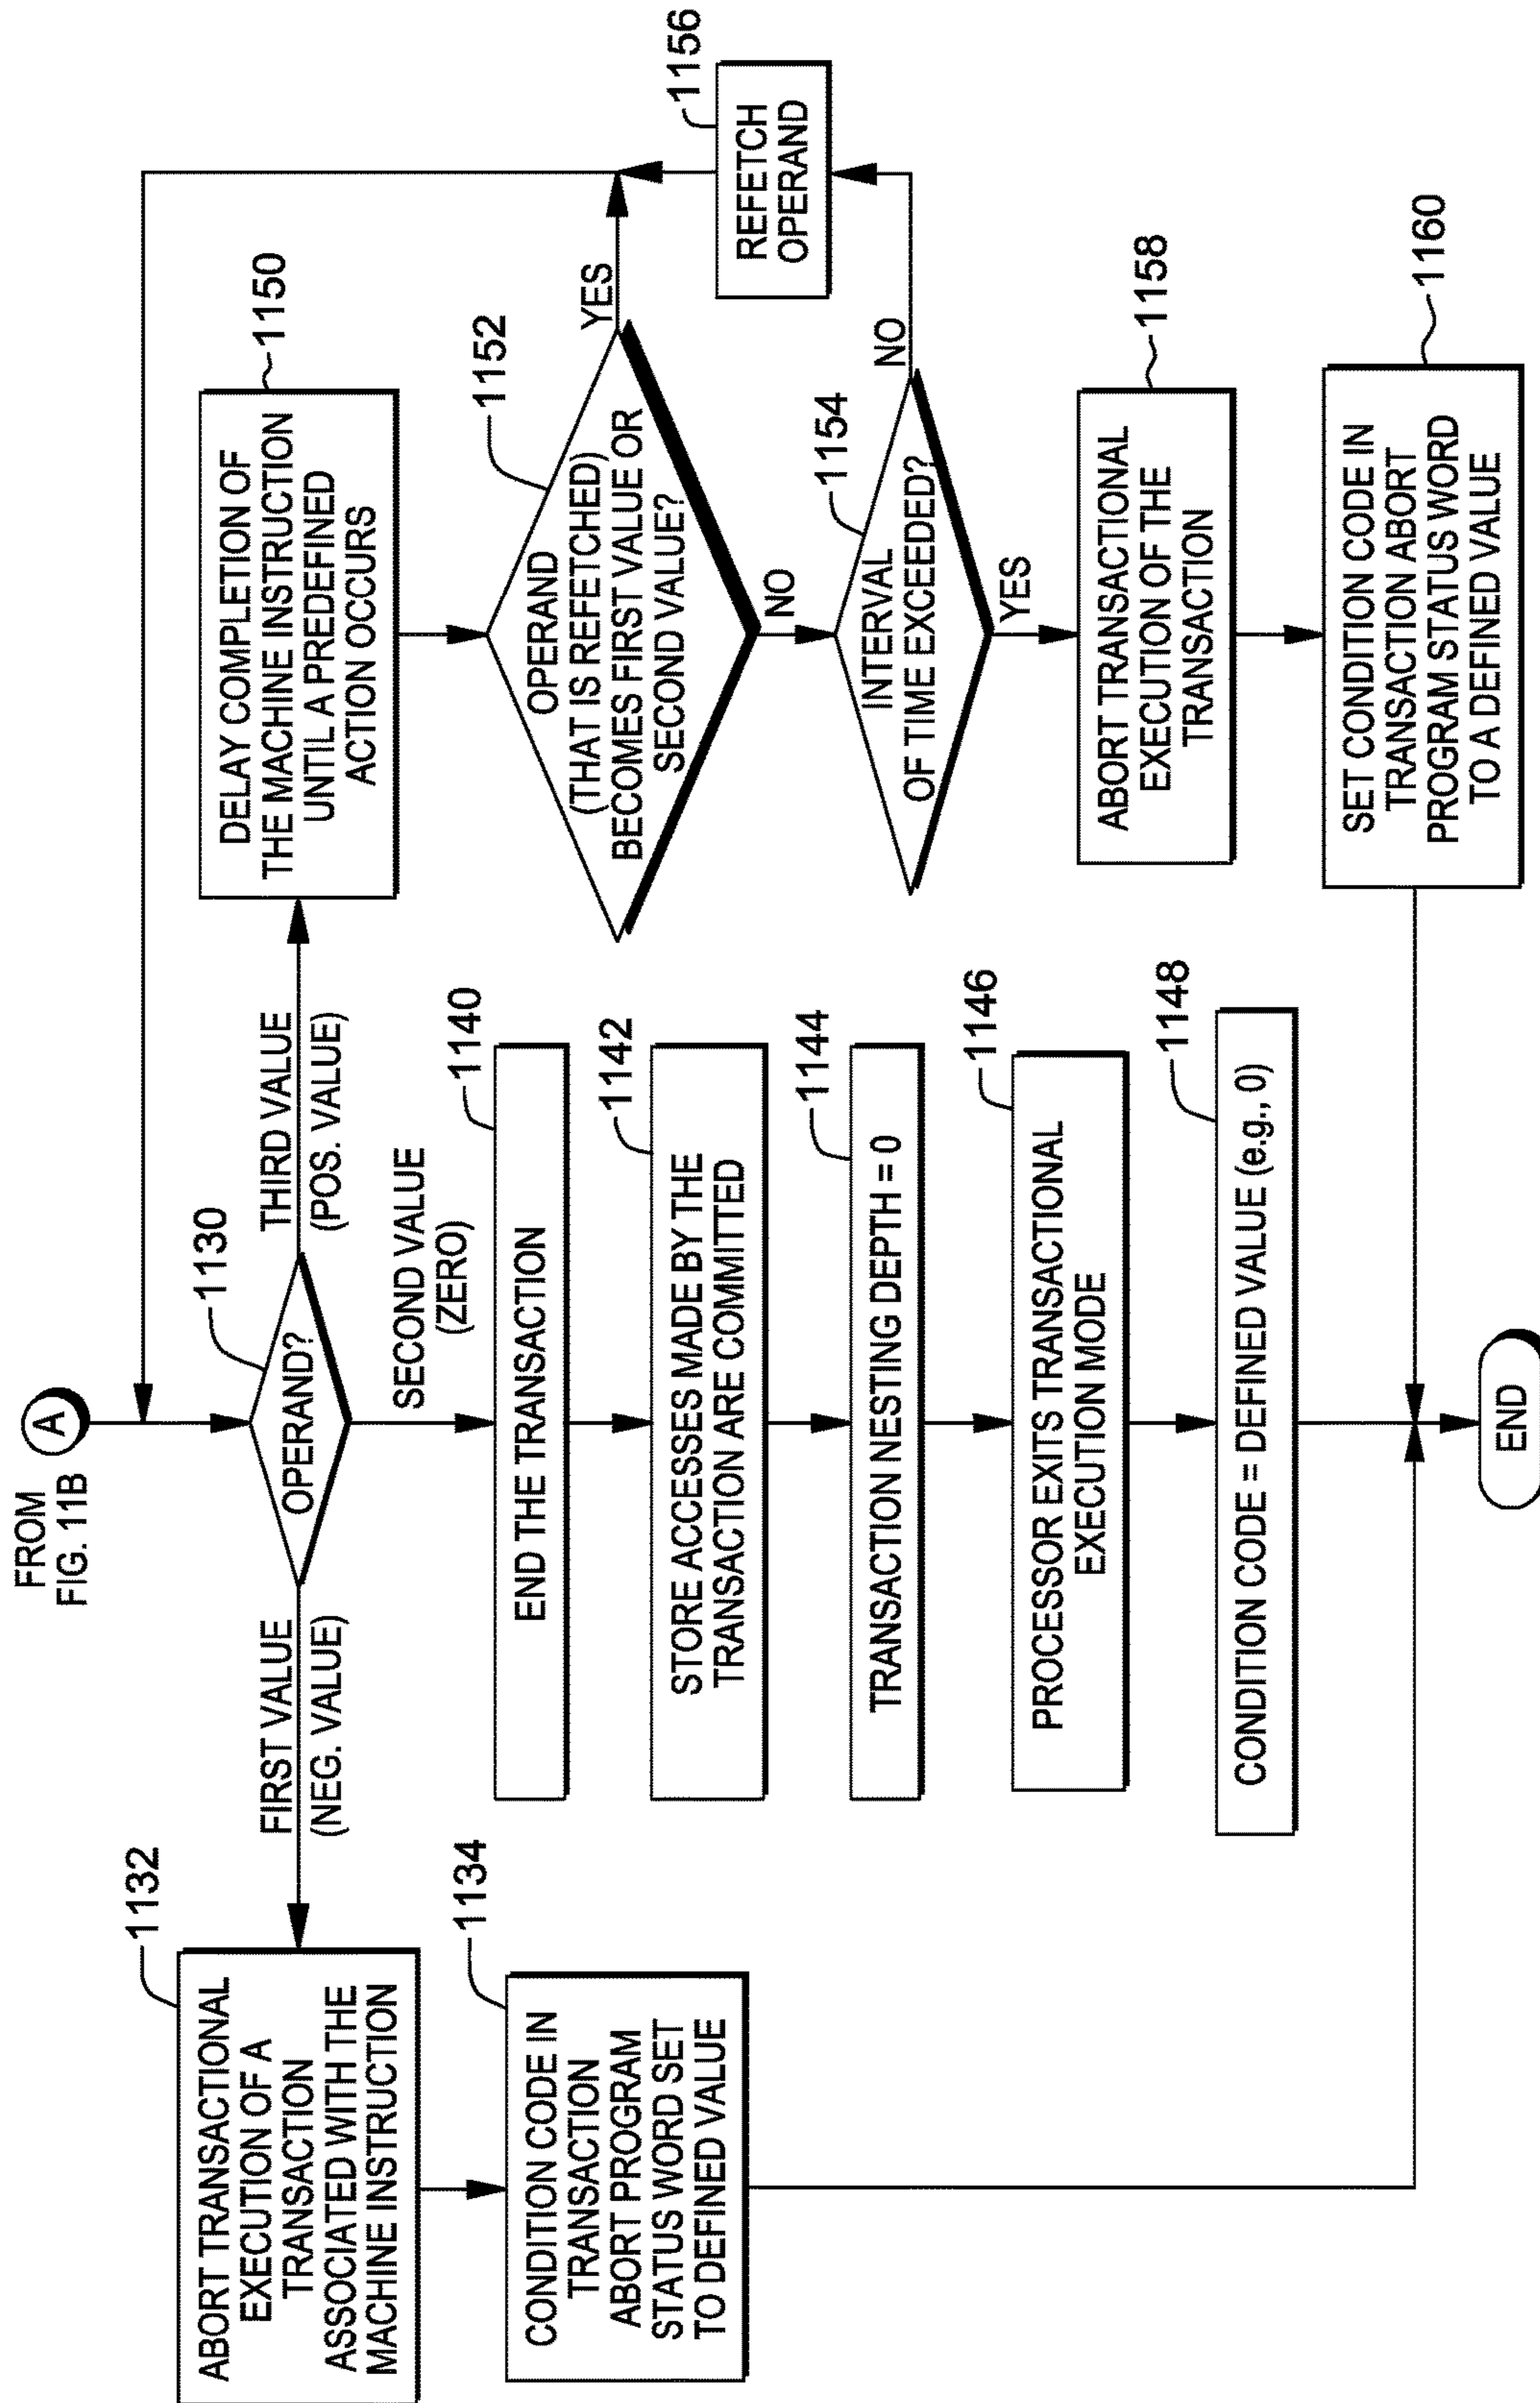 FROM
FIG. 11B
A
1130
OPERAND?
FIRST VALUE
(NEG. VALUE)
1132
ABORT TRANSACTIONAL
EXECUTION OF A
TRANSACTION
ASSOCIATED WITH THE
MACHINE INSTRUCTION
1134
CONDITION CODE IN
TRANSACTION
ABORT PROGRAM
STATUS WORD SET
TO DEFINED VALUE
SECOND VALUE
(ZERO)
1140
END THE TRANSACTION
1142
STORE ACCESSES MADE BY THE
TRANSACTION ARE COMMITTED
1144
TRANSACTION NESTING DEPTH = 0
1146
PROCESSOR EXITS TRANSACTIONAL
EXECUTION MODE
1148
CONDITION CODE = DEFINED VALUE (e.g., 0)
THIRD VALUE
(POS. VALUE)
1150
DELAY COMPLETION OF
THE MACHINE INSTRUCTION
UNTIL A PREDEFINED
ACTION OCCURS
1152
OPERAND
(THAT IS REFETCHED)
BECOMES FIRST VALUE OR
SECOND VALUE?
YES
NO
1154
INTERVAL
OF TIME EXCEEDED?
NO
YES
1156
REFETCH
OPERAND
1158
ABORT TRANSACTIONAL
EXECUTION OF THE
TRANSACTION
1160
SET CONDITION CODE IN
TRANSACTION ABORT
PROGRAM STATUS WORD
TO A DEFINED VALUE
END